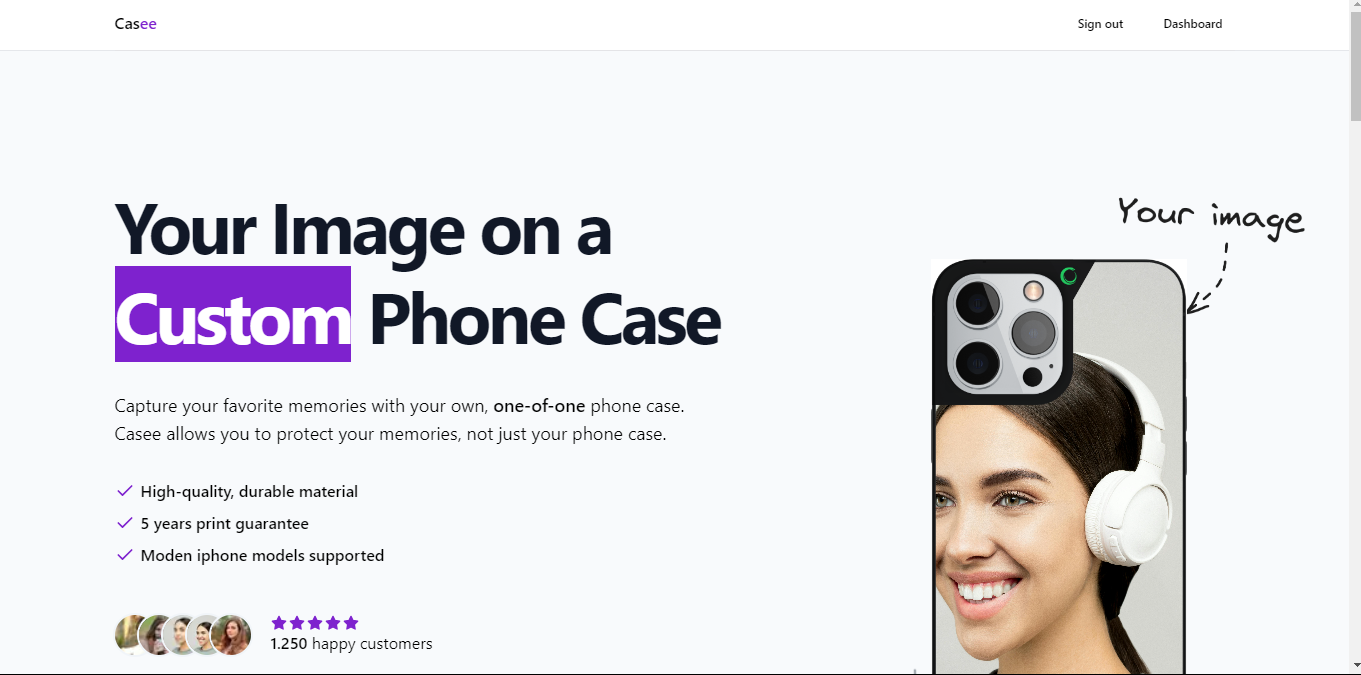 Casee
Sign out
Dashboard
Your Image on a
Custom Phone Case
Your image
Capture your favorite memories with your own, one-of-one phone case.
Casee allows you to protect your memories, not just your phone case.
High-quality, durable material
5 years print guarantee
Moden iphone models supported
1.250 happy customers